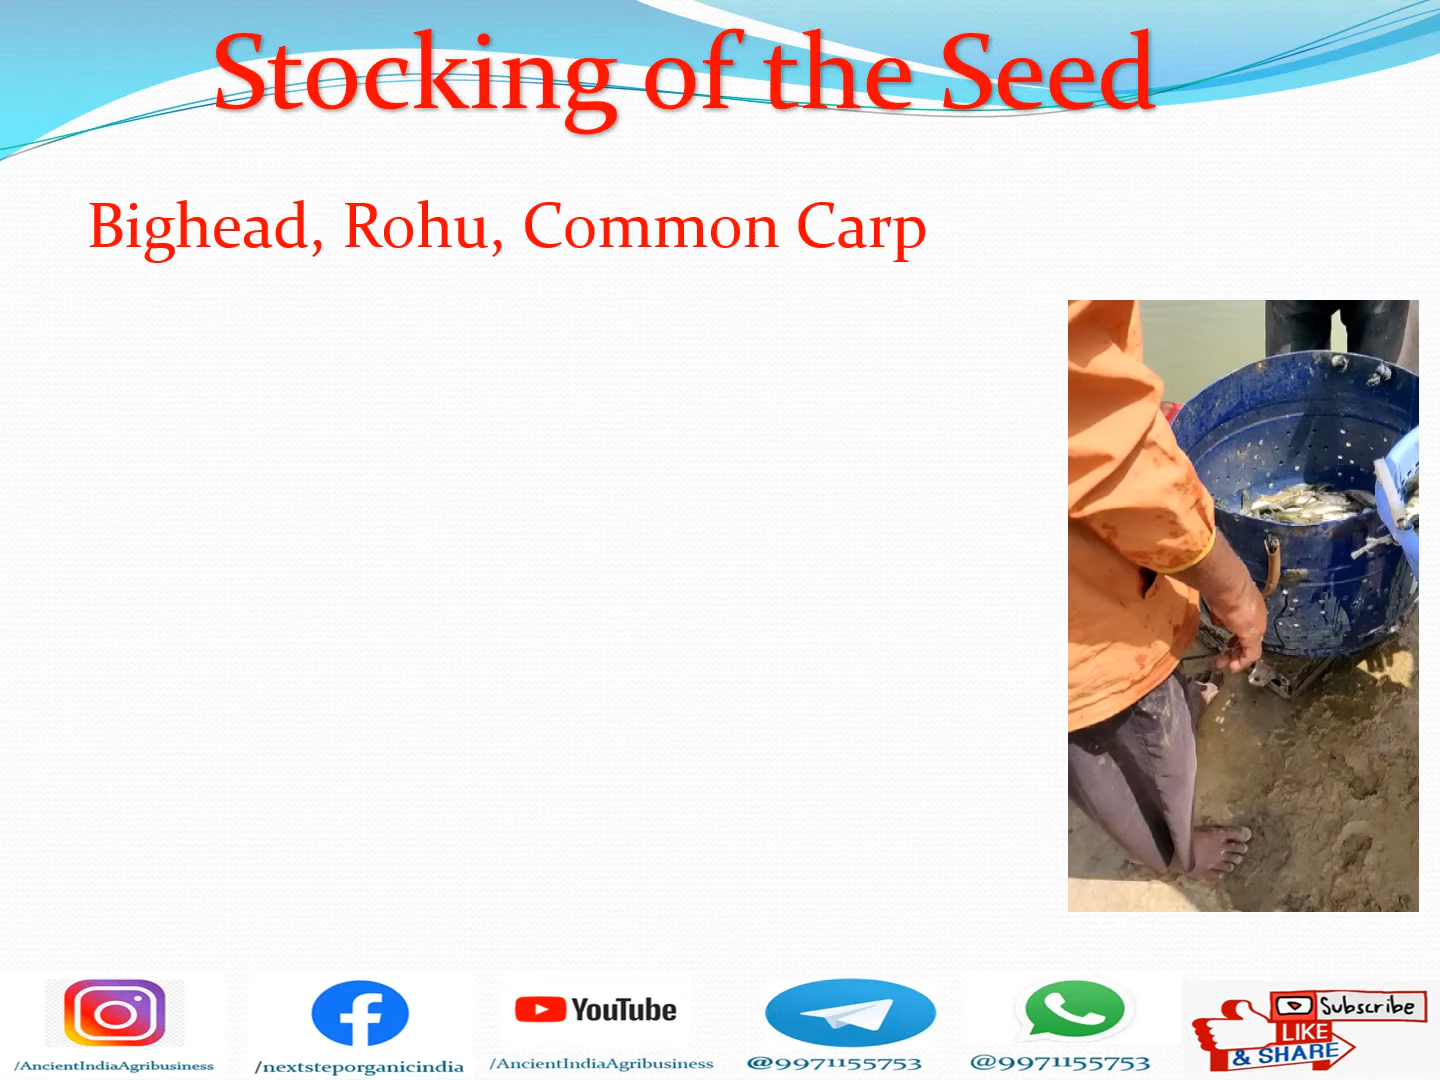 Stocking of the Seed
Bighead, Rohu, Common Carp
YouTube
Subscribe
LIKE
& SHARE
/AncientIndiaAgribusiness
/nextsteporganicindia
/AncientIndiaAgribusiness
@9971155753
@9971155753